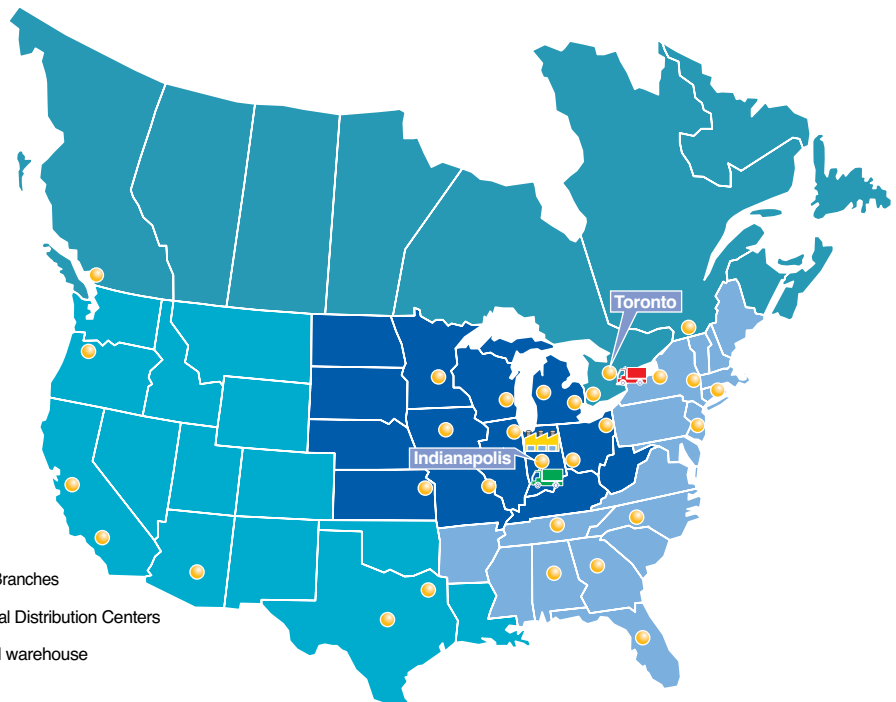 Toronto
Indianapolis
Branches
al Distribution Centers
warehouse